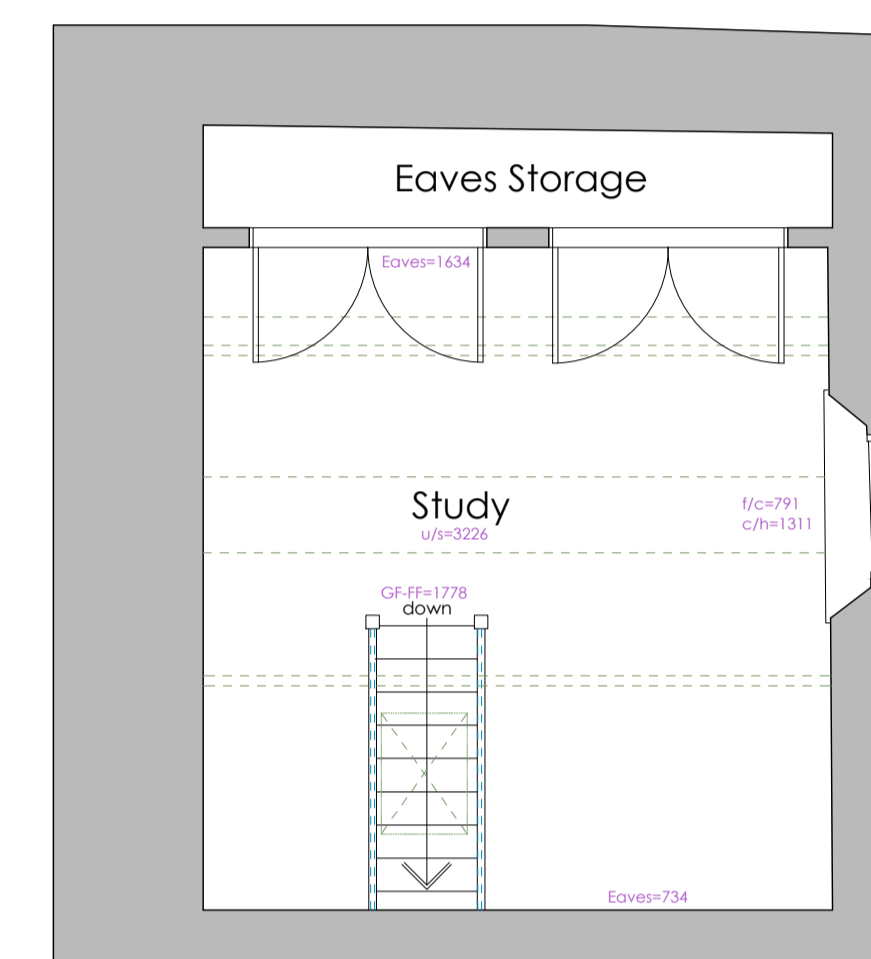 Eaves Storage
Eaves=1634
Study
u/s=3226
f/c=791
c/h=1311
GF-FF=1778
down
Eaves=734